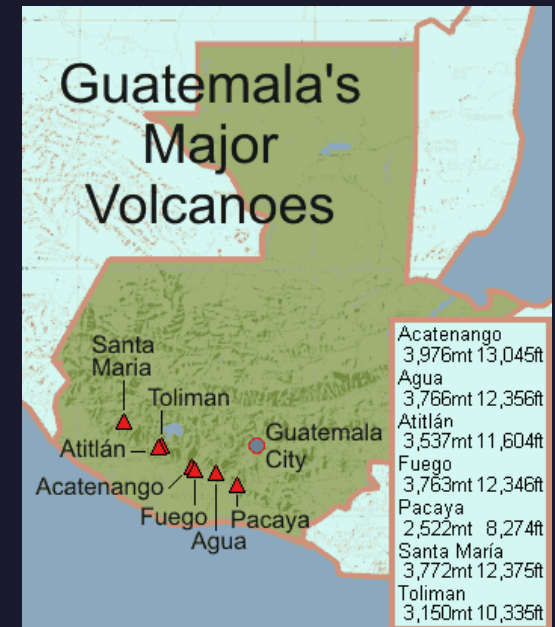 Guatemala's
Major
Volcanoes
Santa
Maria
Toliman
Atitlán
Guatemala
City
Acatenango
Fuego
Pacaya
Agua
Acatenango
3,976mt 13,045ft
Agua
3,766mt 12,356ft
Atitlán
3,537mt 11,604ft
Fuego
3,763mt 12,346ft
Pacaya
2,522mt 8,274ft
Santa María
3,772mt 12,375ft
Toliman
3,150mt 10,335ft